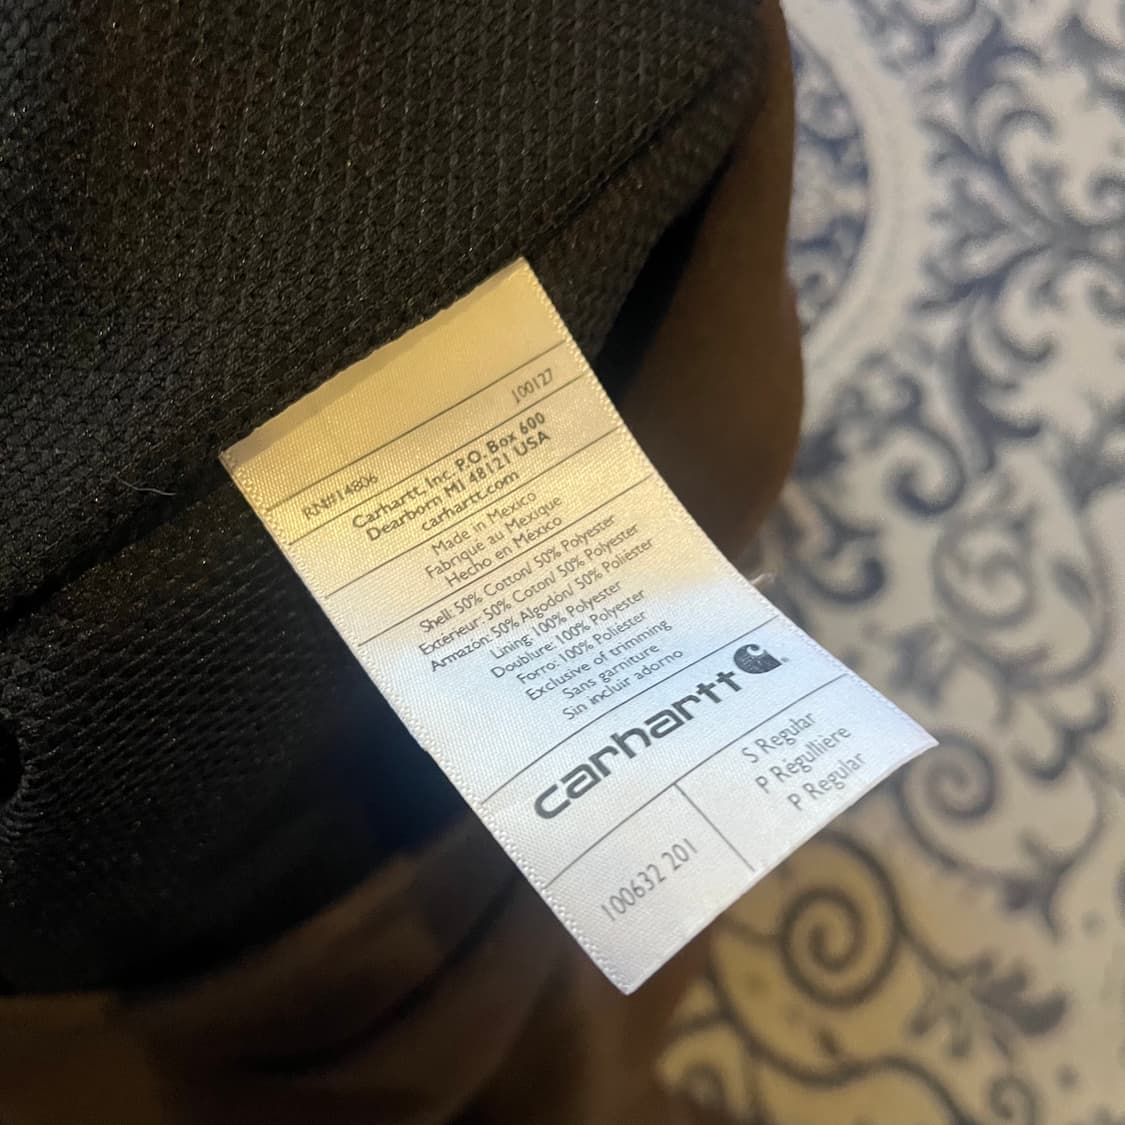 RN#14806 J00127
Carhartt, Inc. P.O. Box 600
Dearborn MI 48121 USA
carhartt.com
Made in Mexico
Fabriqué au Mexique
Hecho en México
Shell: 50% Cotton/ 50% Polyester
Extérieur: 50% Coton/ 50% Polyester
Armazon: 50% Algodón/ 50% Poliéster
Lining: 100% Polyester
Doublure: 100% Polyester
Forro: 100% Poliéster
Exclusive of trimming
Sans garniture
Sin incluir adorno
carhartt
S Regular
P Régullière
P Regular
100632 201